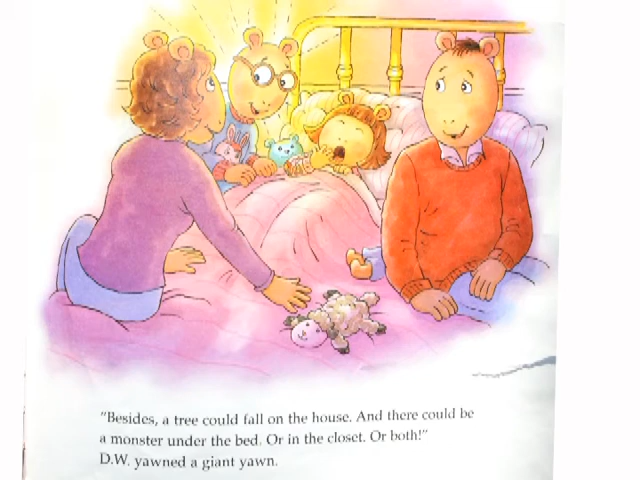 "Besides, a tree could fall on the house. And there could be
a monster under the bed. Or in the closet. Or both!"
D.W. yawned a giant yawn.